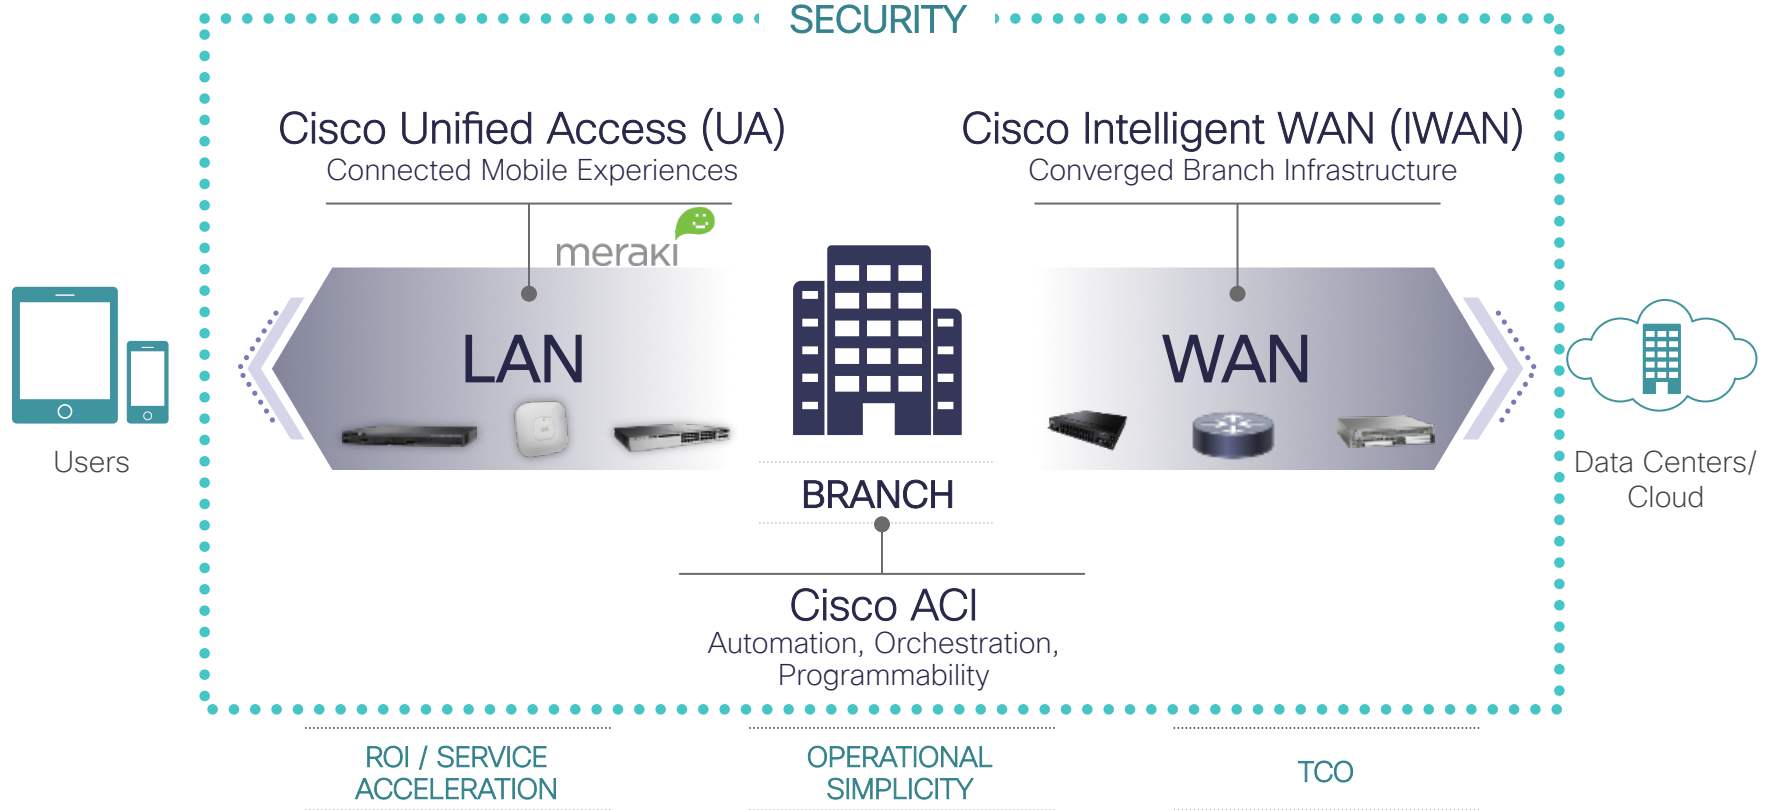 SECURITY
Cisco Unified Access (UA)
Connected Mobile Experiences
Cisco Intelligent WAN (IWAN)
Converged Branch Infrastructure
meraki
LAN
WAN
Users
Data Centers/
Cloud
BRANCH
Cisco ACI
Automation, Orchestration,
Programmability
ROI / SERVICE
ACCELERATION
OPERATIONAL
SIMPLICITY
TCO